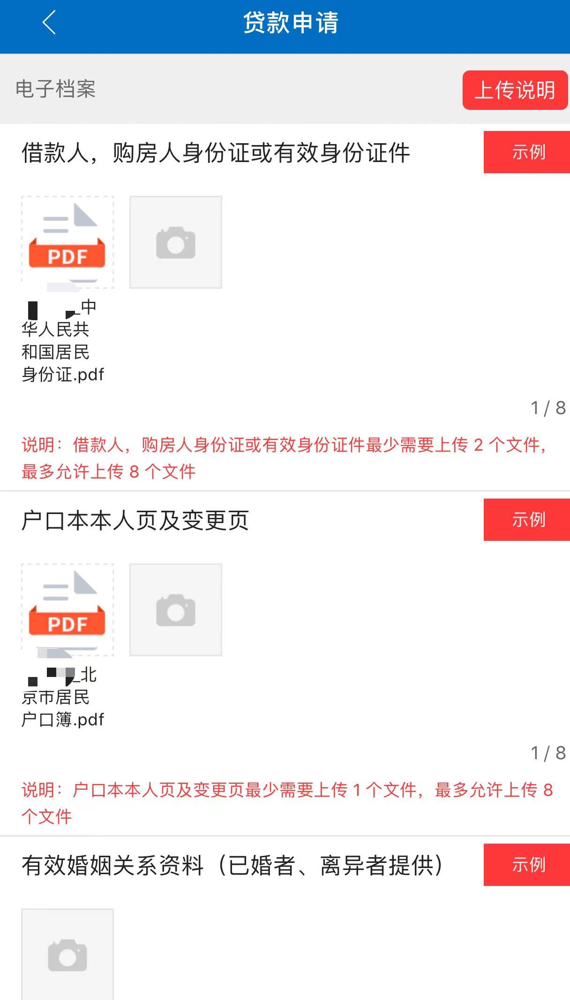 贷款申请
电子档案
上传说明
借款人，购房人身份证或有效身份证件
示例
PDF
_中
华人民共
和国居民
身份证.pdf
1 / 8
说明：借款人，购房人身份证或有效身份证件最少需要上传 2 个文件，
最多允许上传 8 个文件
户口本本人页及变更页
示例
PDF
_北
京市居民
户口簿.pdf
1 / 8
说明：户口本本人页及变更页最少需要上传 1 个文件，最多允许上传 8
个文件
有效婚姻关系资料（已婚者、离异者提供）
示例